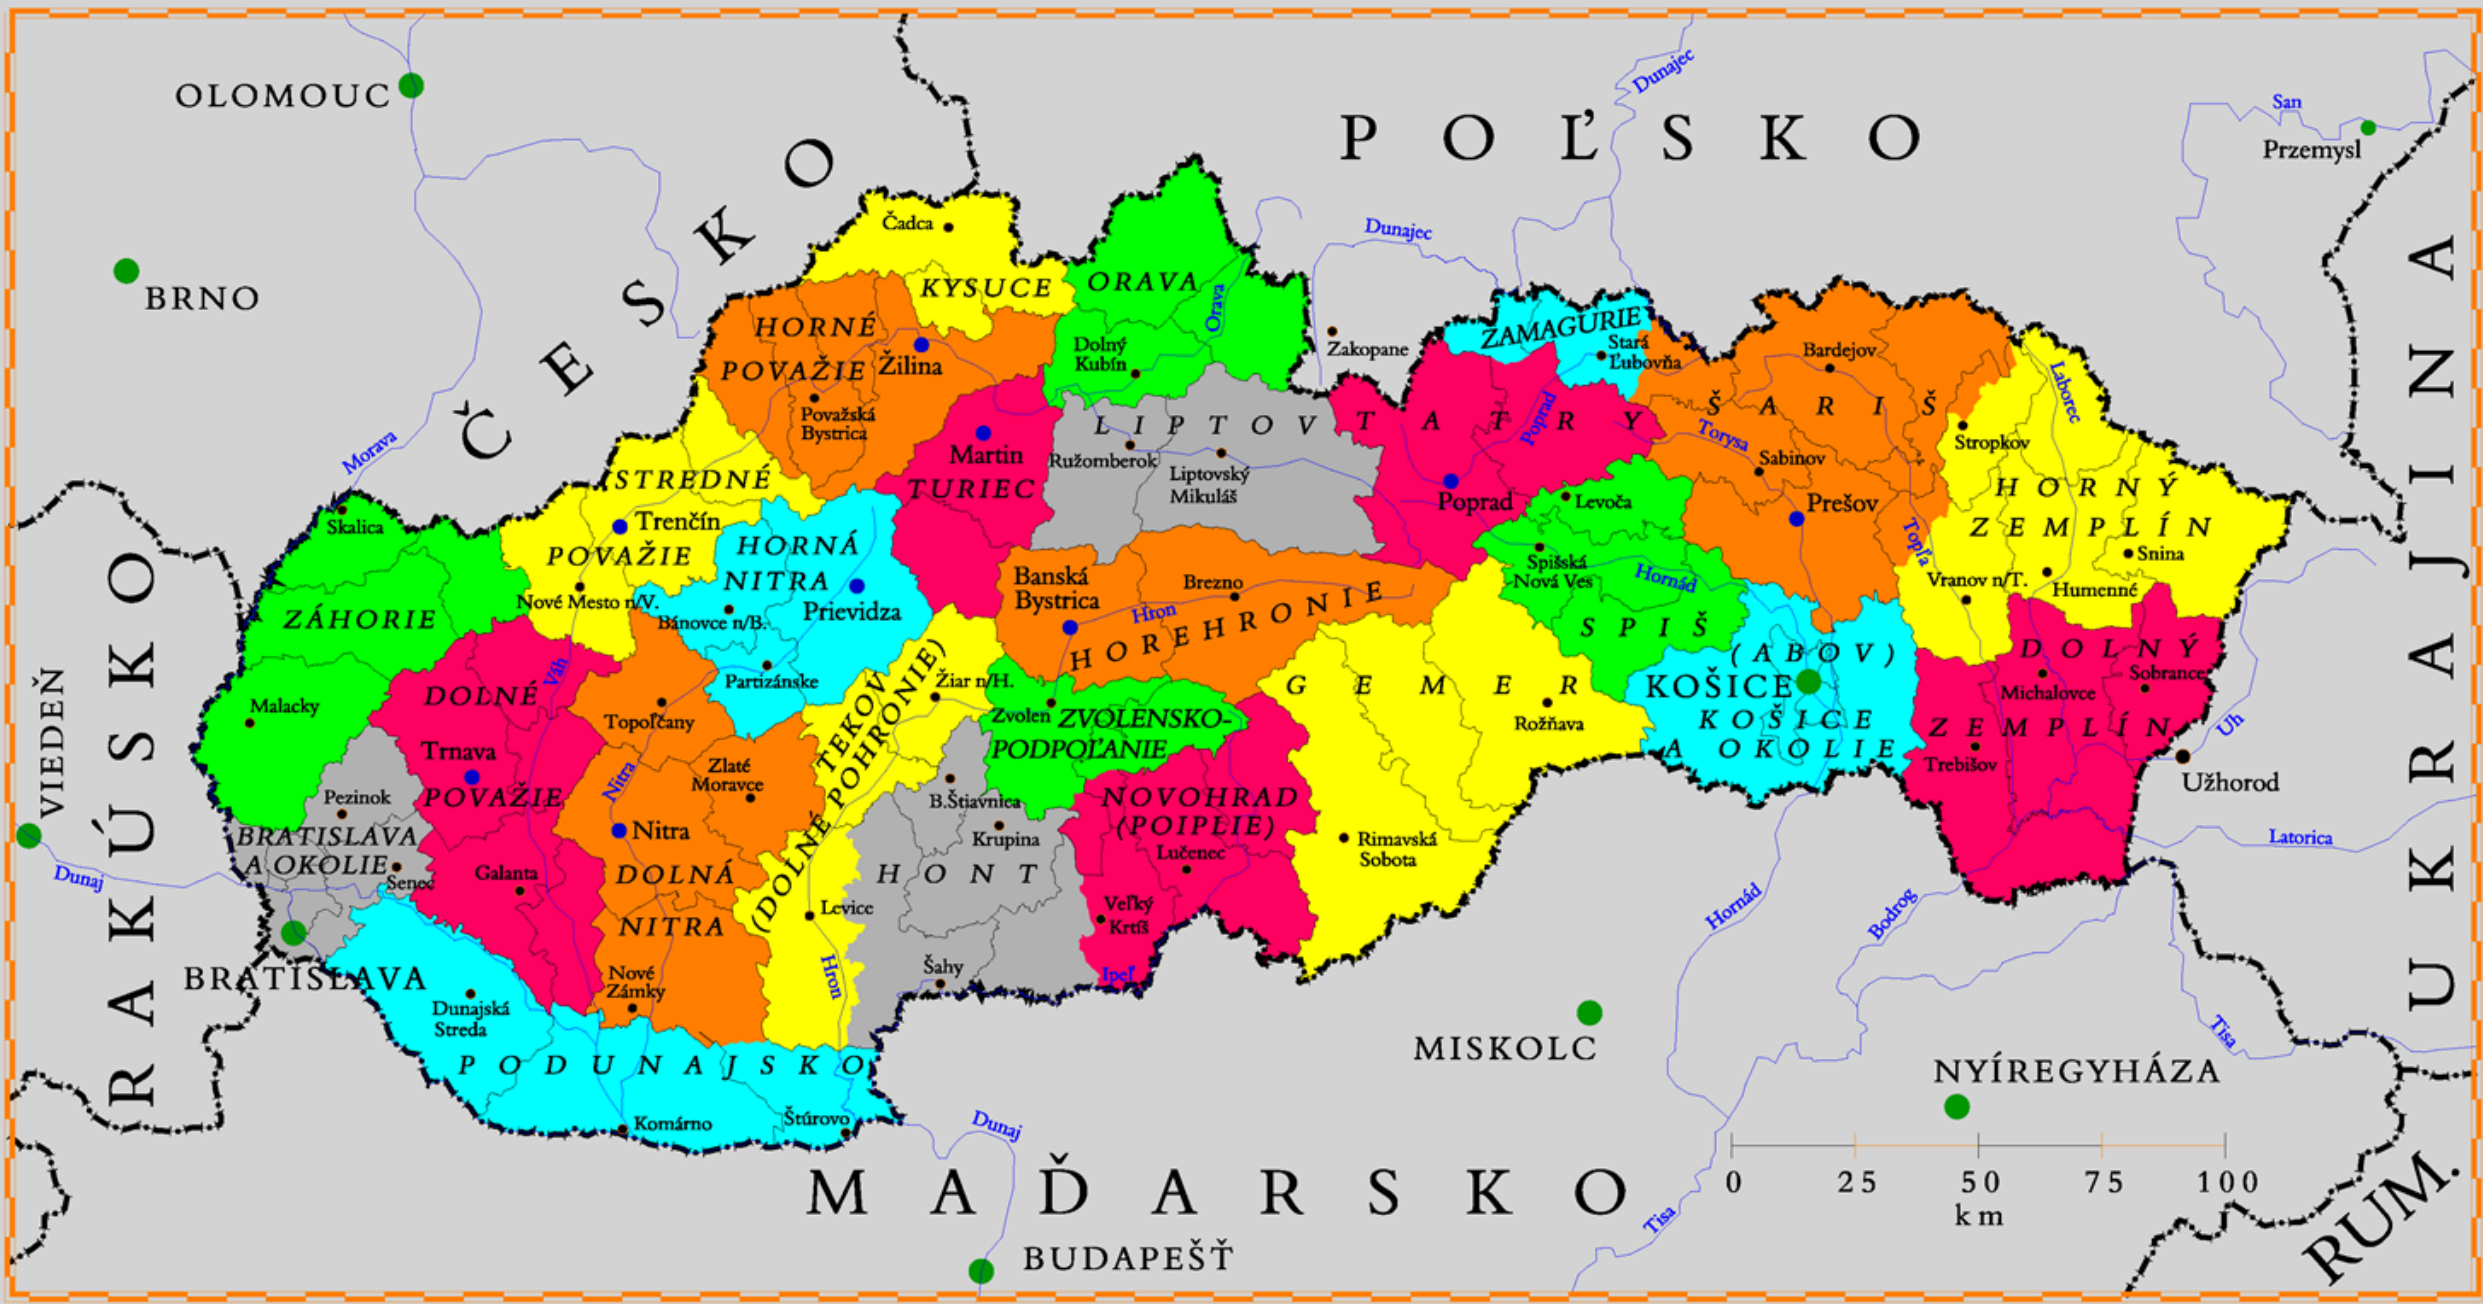 OLOMOUC
BRNO
ČESKO
POĽSKO
Dunajec
San
Przemysl
UKRAJINA
Čadca
KYSUCE
ORAVA
Orava
Dunajec
HORNÉ
POVAŽIE
Žilina
Dolný
Kubín
Zakopane
ZAMAGURIE
Stará
Ľubovňa
Bardejov
Laborec
Považská
Bystrica
Martin
TURIEC
LIPTOV
Ružomberok
Liptovský
Mikuláš
TATRY
Poprad
Poprad
ŠARIŠ
Torysa
Sabinov
Prešov
Topľa
Stropkov
HORNÝ
ZEMPLÍN
Snina
Vranov n/T.
Humenné
Morava
Skalica
STREDNÉ
Trenčín
POVAŽIE
Nové Mesto n/V.
HORNÁ
NITRA
Prievidza
Bánovce n/B.
Partizánske
Banská
Bystrica
Brezno
Hron
HOREHRONIE
Levoča
Spišská
Nová Ves
Hornád
SPIŠ
ZÁHORIE
Malacky
RAKÚSKO
VIEDEŇ
DOLNÉ
Váh
Trnava
POVAŽIE
Galanta
Topoľčany
Zlaté
Moravce
Nitra
Nitra
DOLNÁ
NITRA
Nové
Zámky
TEKOV
(DOLNÉ POHRONIE)
Žiar n/H.
Levice
Hron
Zvolen
ZVOLENSKO-
PODPOĽANIE
B.Štiavnica
Krupina
HONT
Šahy
NOVOHRAD
(POIPLIE)
Lučenec
Veľký
Krtíš
Ipeľ
GEMER
Rožňava
Rimavská
Sobota
(ABOV)
KOŠICE
KOŠICE
A OKOLIE
DOLNÝ
Sobrance
Michalovce
ZEMPLÍN
Trebišov
Uh
Užhorod
Latorica
Pezinok
BRATISLAVA
A OKOLIE
Senec
Dunaj
BRATISLAVA
Dunajská
Streda
PODUNAJSKO
Komárno
Štúrovo
Dunaj
Hornád
Bodrog
MISKOLC
NYÍREGYHÁZA
Tisa
Tisa
MAĎARSKO
BUDAPEŠŤ
0 25 50 75 100
km
RUM.